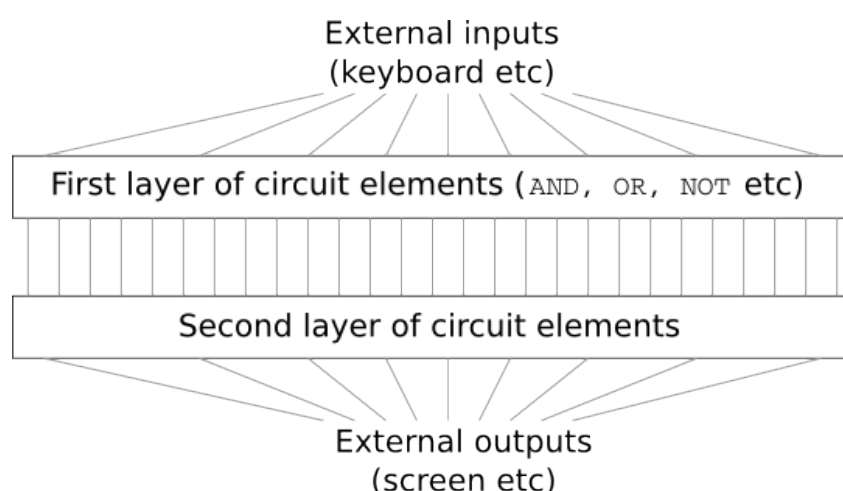 External inputs
(keyboard etc)
First layer of circuit elements (AND, OR, NOT etc)
Second layer of circuit elements
External outputs
(screen etc)